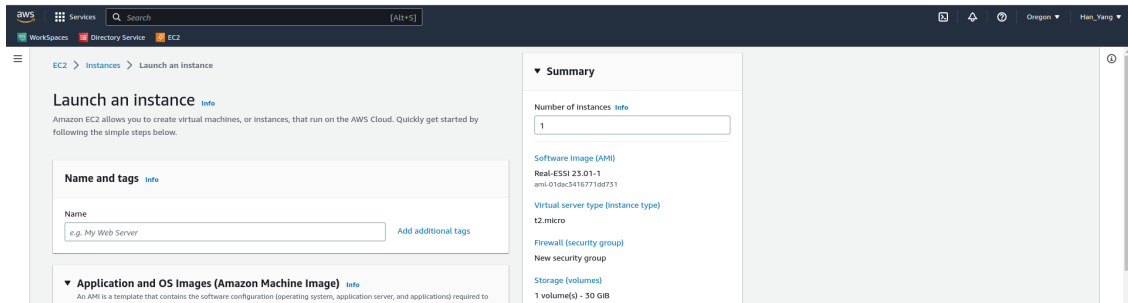 aws
Services
Search
[Alt+S]
Oregon ▼
Han_Yang ▼
WorkSpaces
Directory Service
EC2
EC2 > Instances > Launch an instance
Launch an instance Info
Amazon EC2 allows you to create virtual machines, or instances, that run on the AWS Cloud. Quickly get started by
following the simple steps below.
Name and tags Info
Name
e.g. My Web Server
Add additional tags
▼ Application and OS Images (Amazon Machine Image) Info
An AMI is a template that contains the software configuration (operating system, application server, and applications) required to
▼ Summary
Number of instances Info
1
Software Image (AMI)
Real-ESSI 23.01-1
ami-01dac3416771dd731
Virtual server type (instance type)
t2.micro
Firewall (security group)
New security group
Storage (volumes)
1 volume(s) - 30 GiB